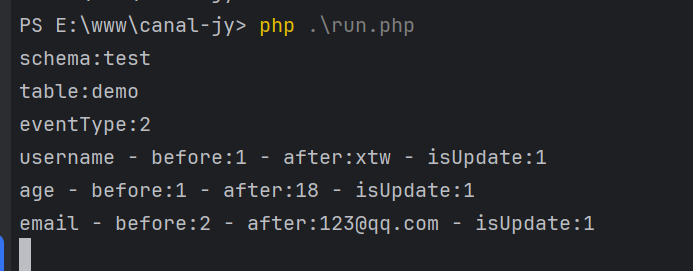 PS E:\www\canal-jy> php .\run.php
schema:test
table:demo
eventType:2
username - before:1 - after:xtw - isUpdate:1
age - before:1 - after:18 - isUpdate:1
email - before:2 - after:123@qq.com - isUpdate:1